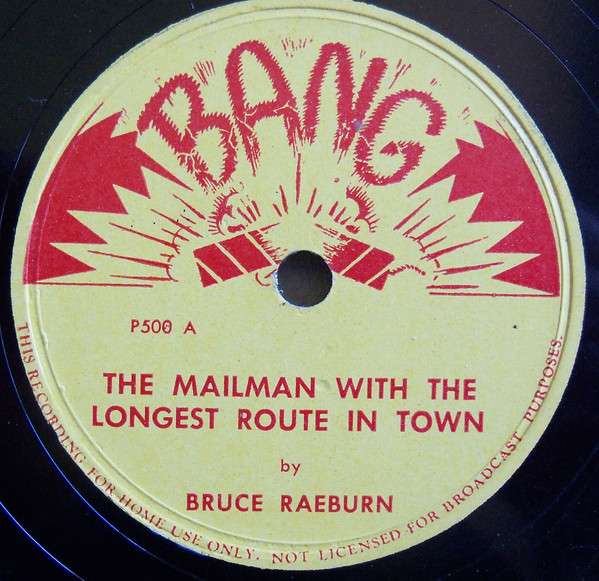 BANG
P500 A
THE MAILMAN WITH THE
LONGEST ROUTE IN TOWN
by
BRUCE RAEBURN
THIS RECORDING FOR HOME USE ONLY. NOT LICENSED FOR BROADCAST PURPOSES.